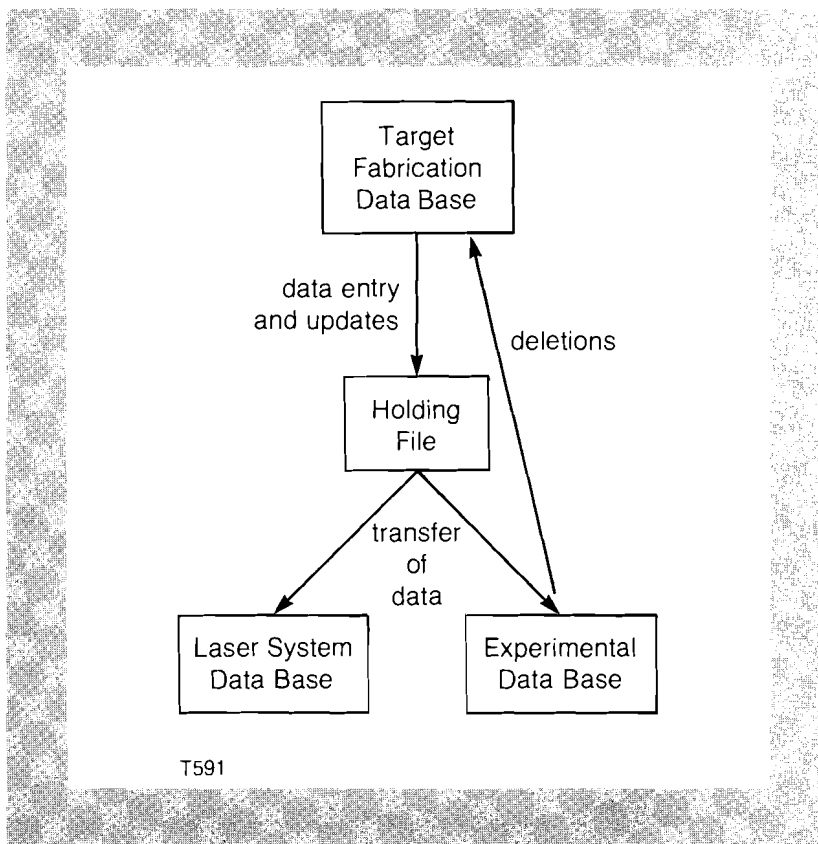 Target
Fabrication
Data Base
data entry
and updates
deletions
Holding
File
transfer
of
data
Laser System
Data Base
Experimental
Data Base
T591